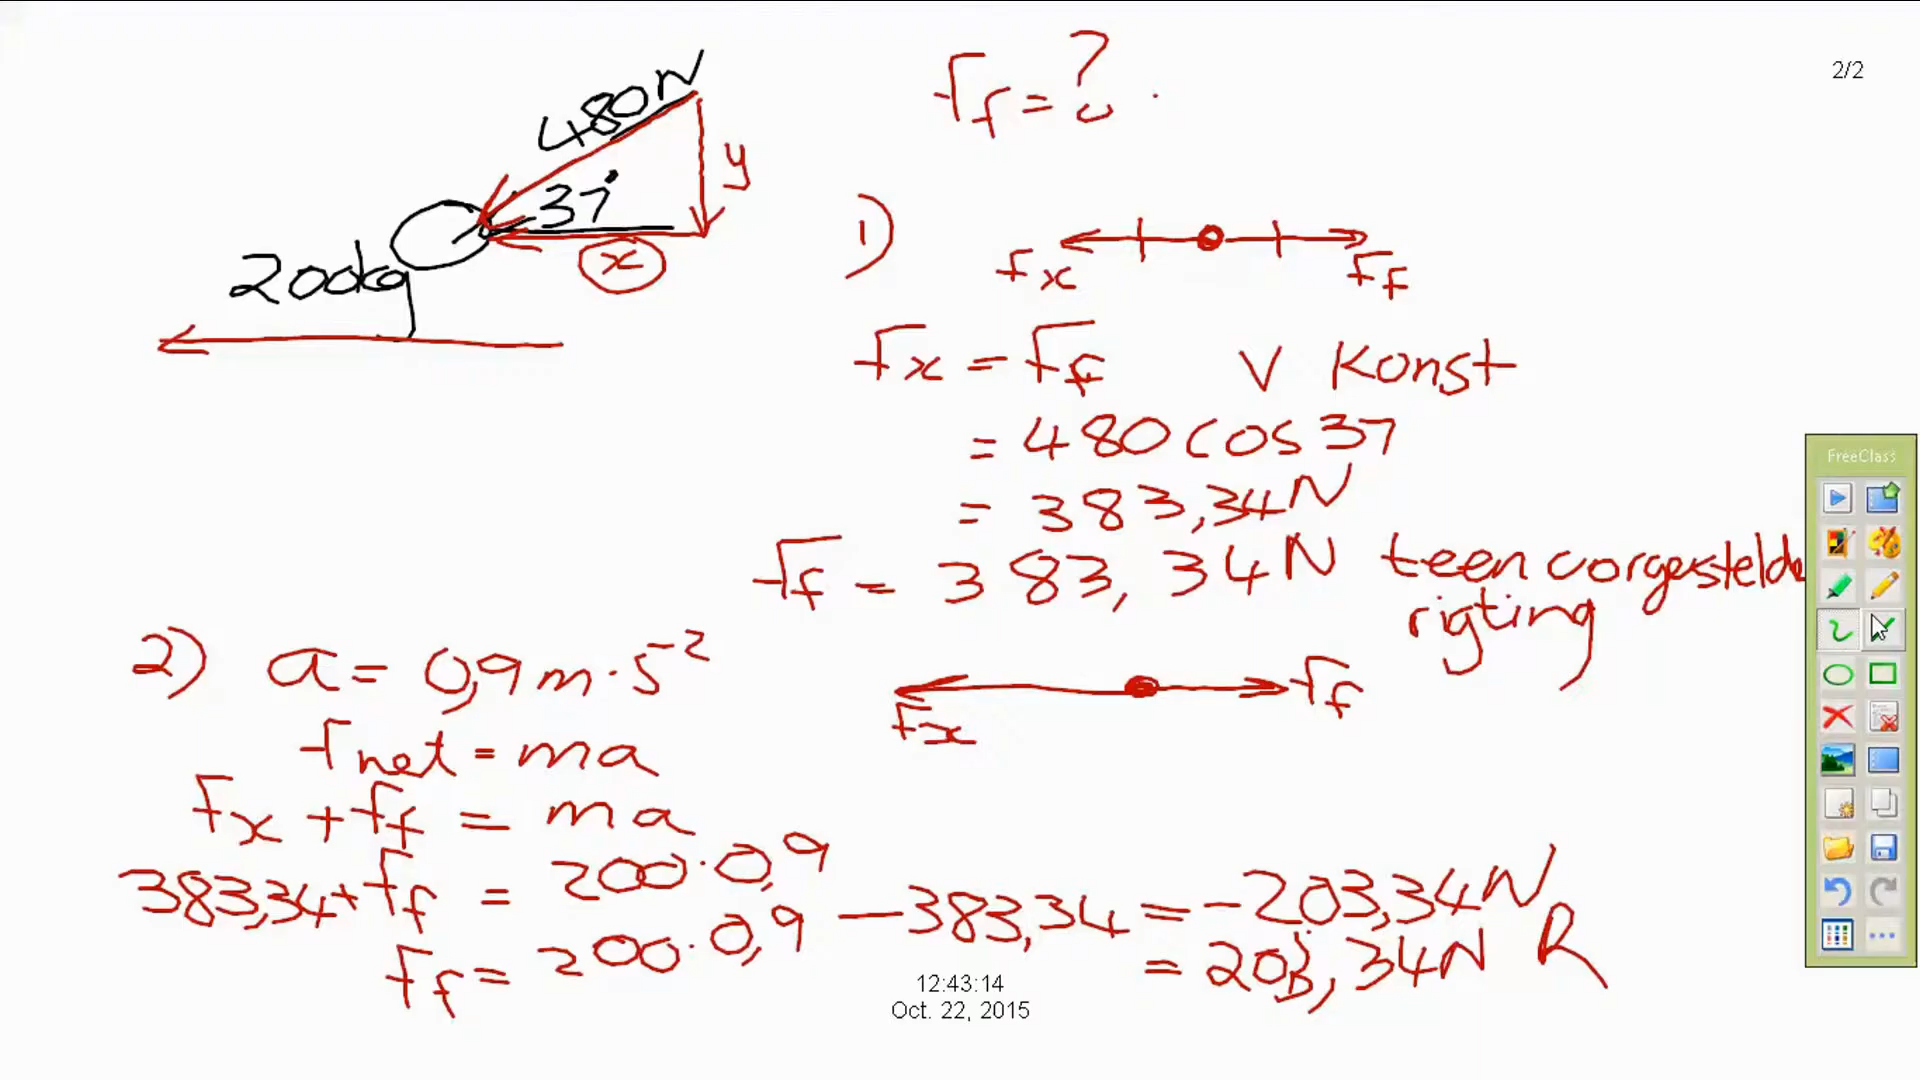 480N
37°
y
x
200kg
Ff = ?
2/2
1)
Fx
Ff
Fx = Ff V Konst
= 480 cos 37
= 383,34N
Ff = 383,34N teen oorgestelde
rigting
2) a = 0,9 m·s⁻²
Fx
Ff
Fnet = ma
Fx + Ff = ma
383,34 + Ff = 200·0,9
Ff = 200·0,9 — 383,34 = -203,34N
= 203,34N R
12:43:14
Oct. 22, 2015
FreeClass